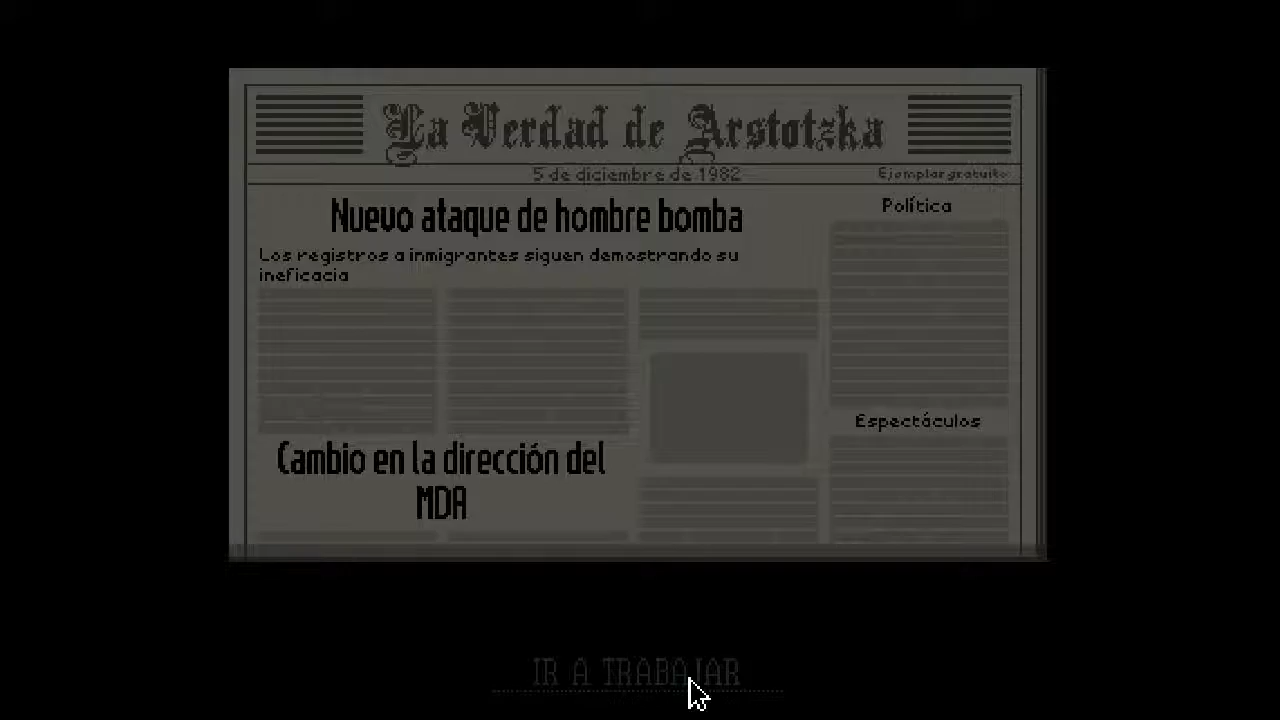 La Verdad de Arstotzka
5 de diciembre de 1982
Ejemplar gratuito
Nuevo ataque de hombre bomba
Los registros a inmigrantes siguen demostrando su
ineficacia
Política
Cambio en la dirección del
MDA
Espectáculos
IR A TRABAJAR